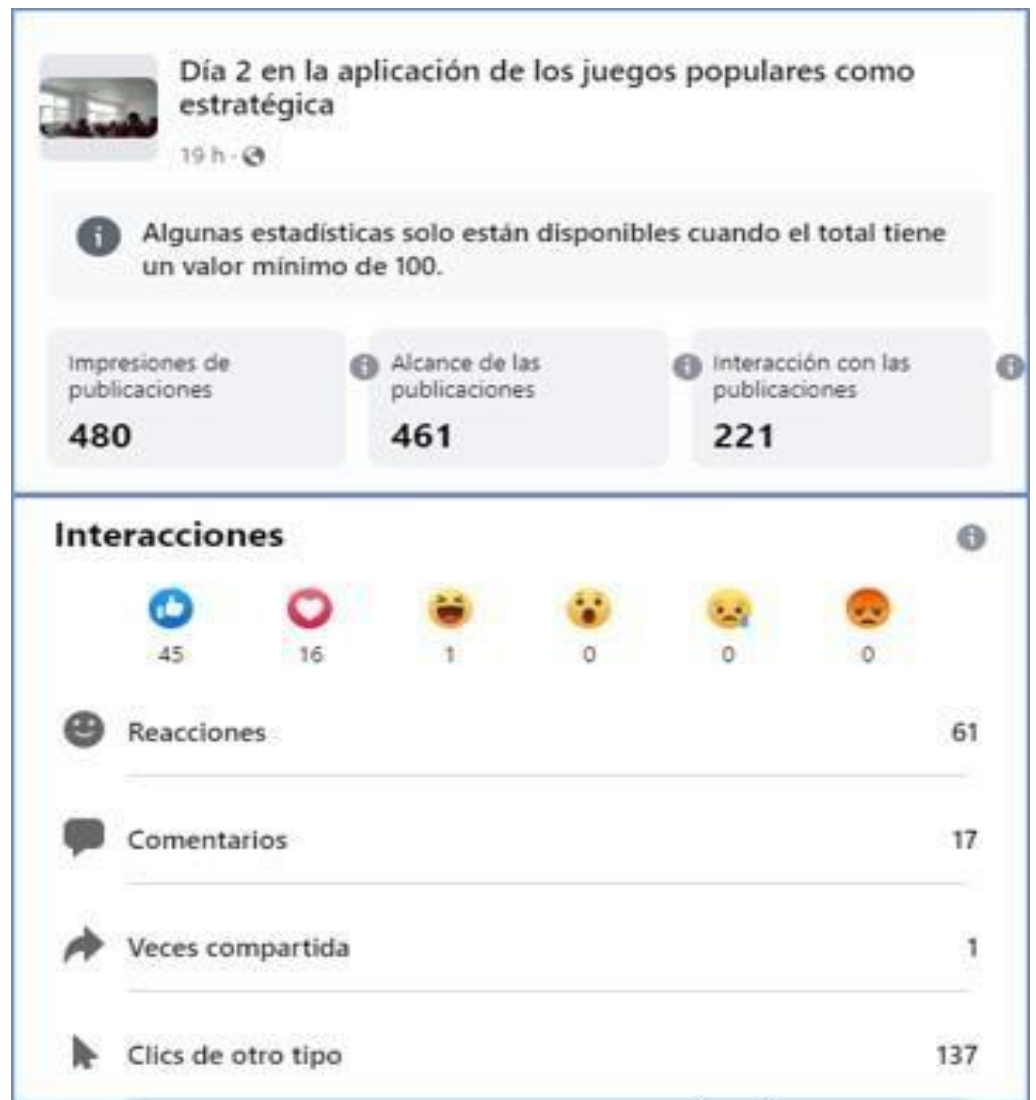 Día 2 en la aplicación de los juegos populares como
estratégica
19 h ·
Algunas estadísticas solo están disponibles cuando el total tiene
un valor mínimo de 100.
Impresiones de
publicaciones
480
Alcance de las
publicaciones
461
Interacción con las
publicaciones
221
Interacciones
45 16 1 0 0 0
Reacciones 61
Comentarios 17
Veces compartida 1
Clics de otro tipo 137